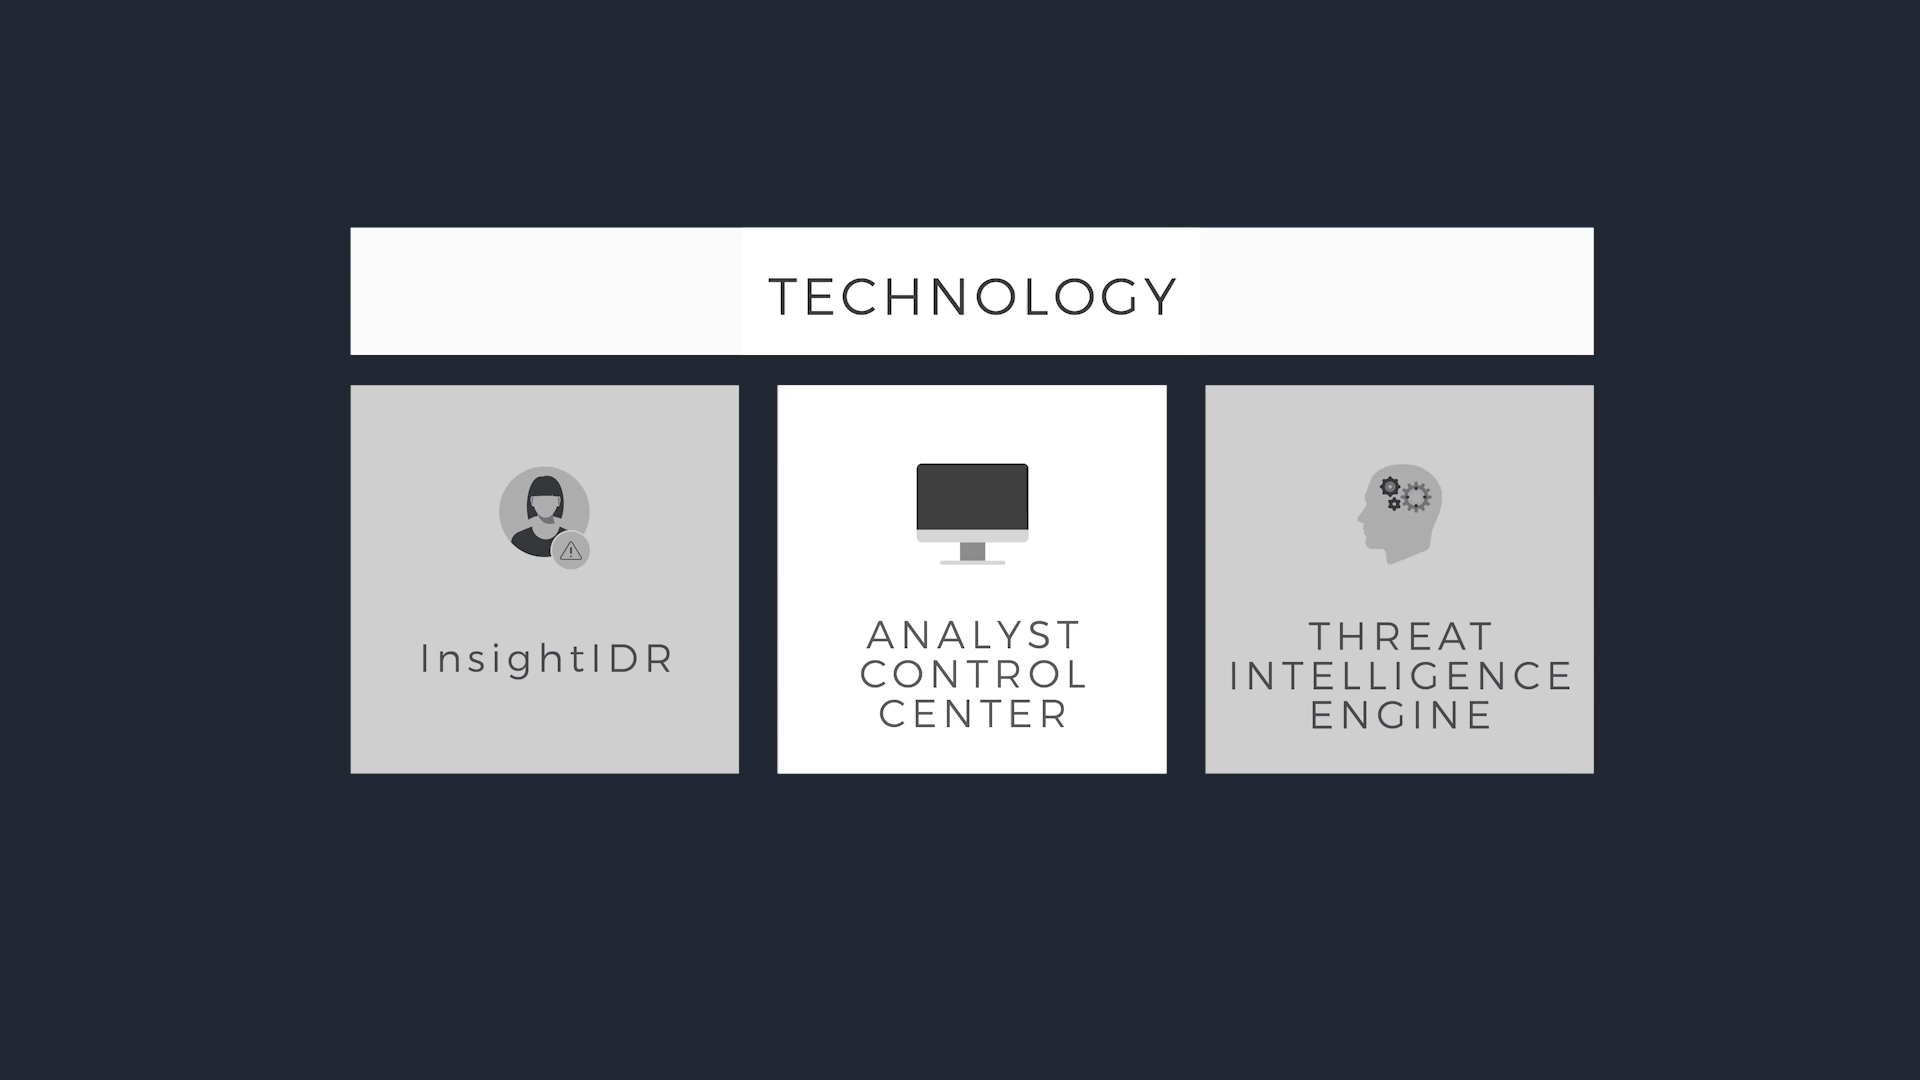 TECHNOLOGY
InsightIDR
ANALYST
CONTROL
CENTER
THREAT
INTELLIGENCE
ENGINE